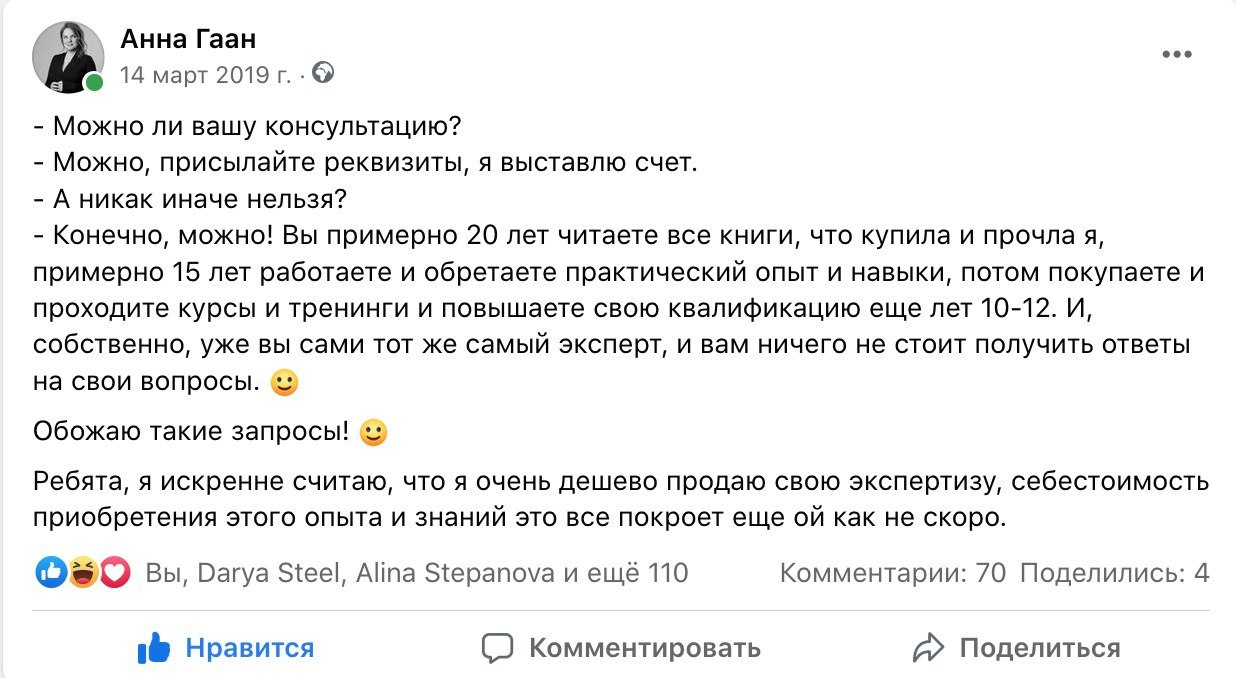 Анна Гаан
14 март 2019 г. ·
- Можно ли вашу консультацию?
- Можно, присылайте реквизиты, я выставлю счет.
- А никак иначе нельзя?
- Конечно, можно! Вы примерно 20 лет читаете все книги, что купила и прочла я,
примерно 15 лет работаете и обретаете практический опыт и навыки, потом покупаете и
проходите курсы и тренинги и повышаете свою квалификацию еще лет 10-12. И,
собственно, уже вы сами тот же самый эксперт, и вам ничего не стоит получить ответы
на свои вопросы. 🙂
Обожаю такие запросы! 🙂
Ребята, я искренне считаю, что я очень дешево продаю свою экспертизу, себестоимость
приобретения этого опыта и знаний это все покроет еще ой как не скоро.
Вы, Darya Steel, Alina Stepanova и ещё 110 Комментарии: 70 Поделились: 4
Нравится Комментировать Поделиться